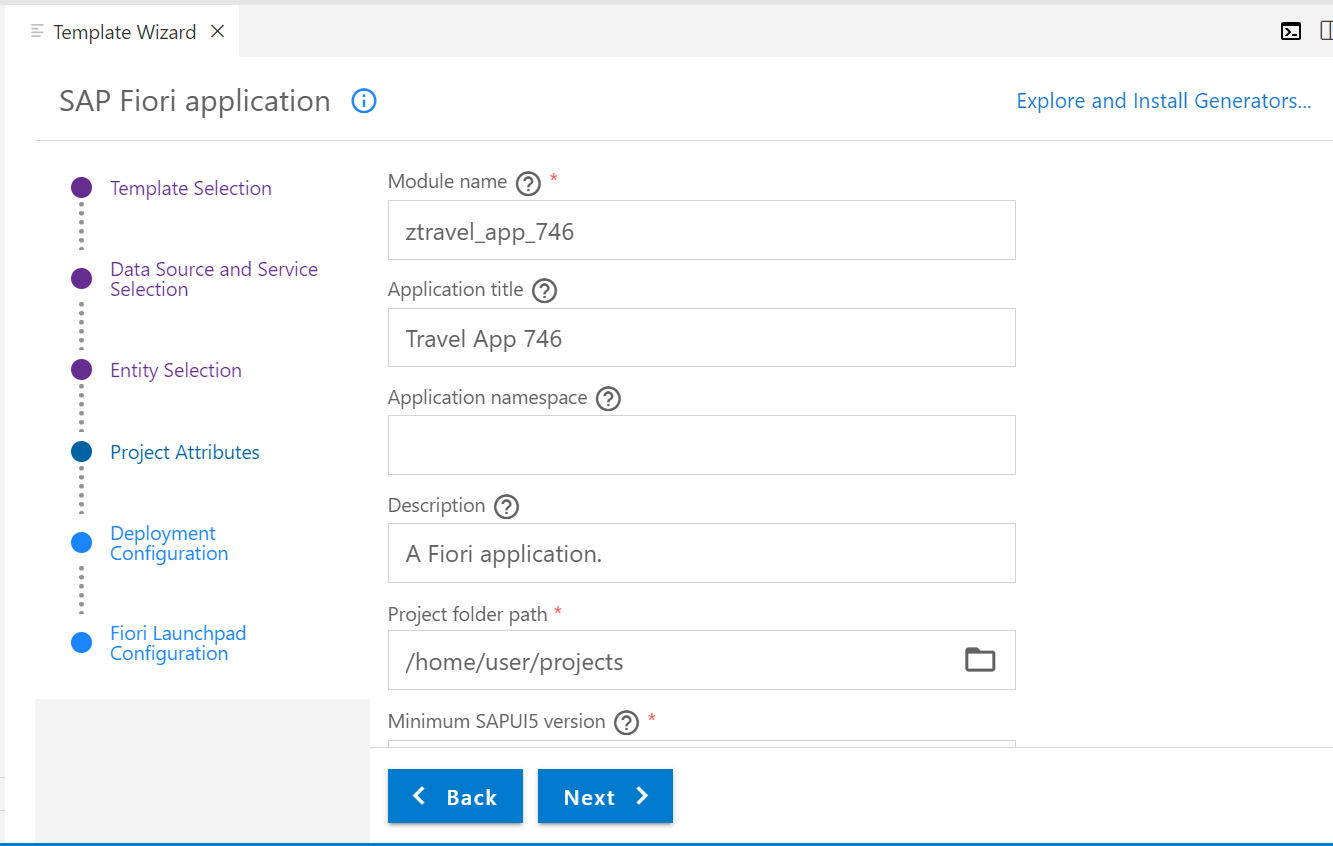 Template Wizard
SAP Fiori application
Explore and Install Generators...
Template Selection
Data Source and Service
Selection
Entity Selection
Project Attributes
Deployment
Configuration
Fiori Launchpad
Configuration
Module name *
ztravel_app_746
Application title
Travel App 746
Application namespace
Description
A Fiori application.
Project folder path *
/home/user/projects
Minimum SAPUI5 version *
Back
Next